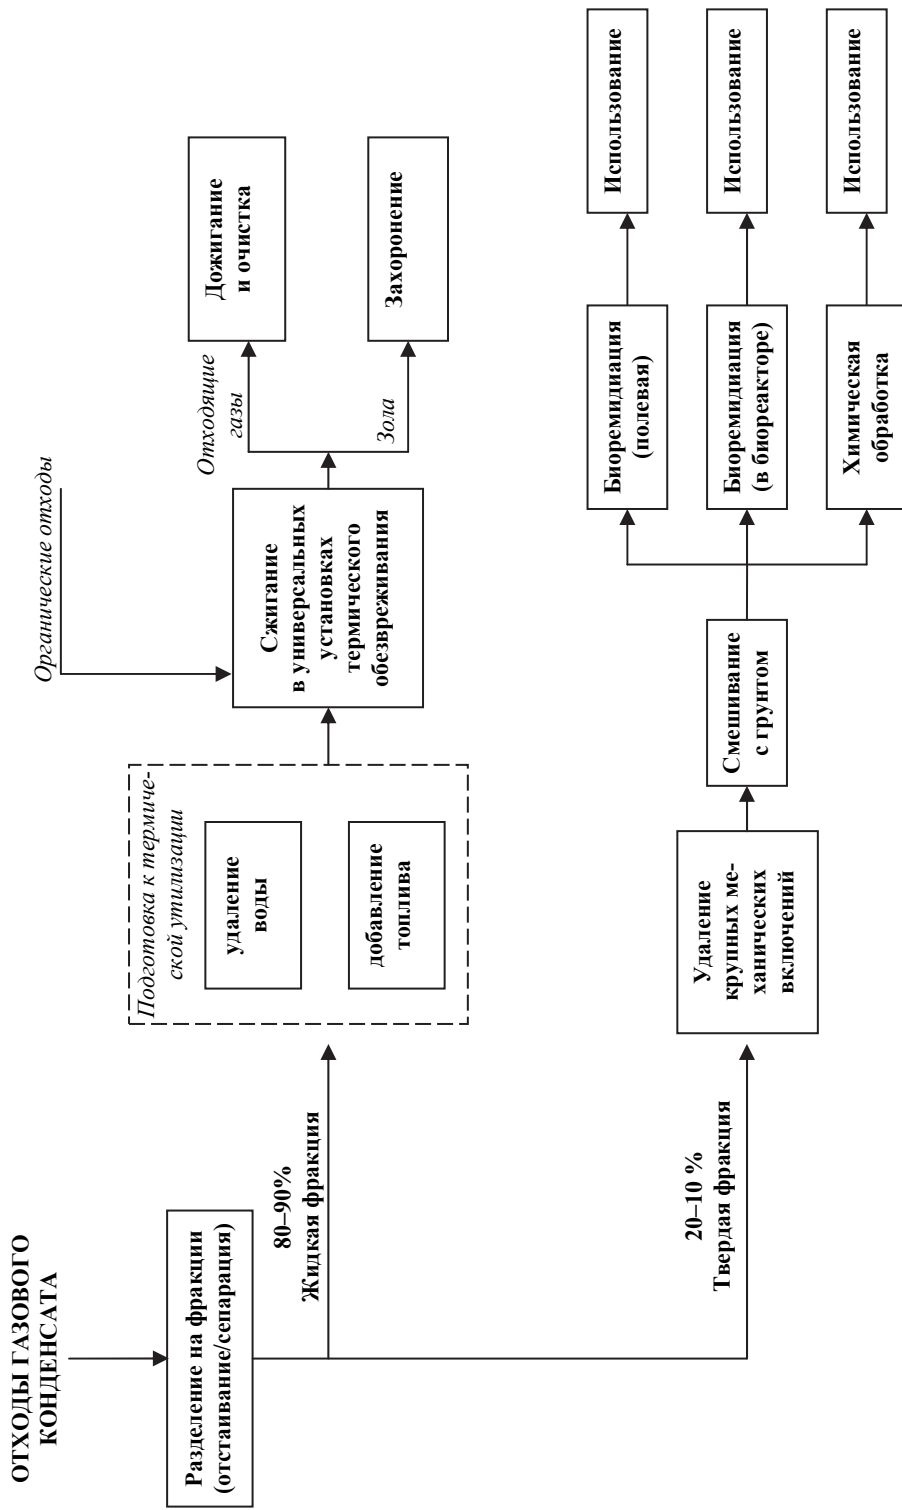 ОТХОДЫ ГАЗОВОГО
КОНДЕНСАТА
Разделение на фракции
(отстаивание/сепарация)
80–90%
Жидкая фракция
20–10 %
Твердая фракция
Подготовка к термиче-
ской утилизации
удаление
воды
добавление
топлива
Органические отходы
Сжигание
в универсальных
установках
термического
обезвреживания
Отходящие
газы
Зола
Дожигание
и очистка
Захоронение
Удаление
крупных ме-
ханических
включений
Смешивание
с грунтом
Биоремидиация
(полевая)
Биоремидиация
(в биореакторе)
Химическая
обработка
Использование
Использование
Использование